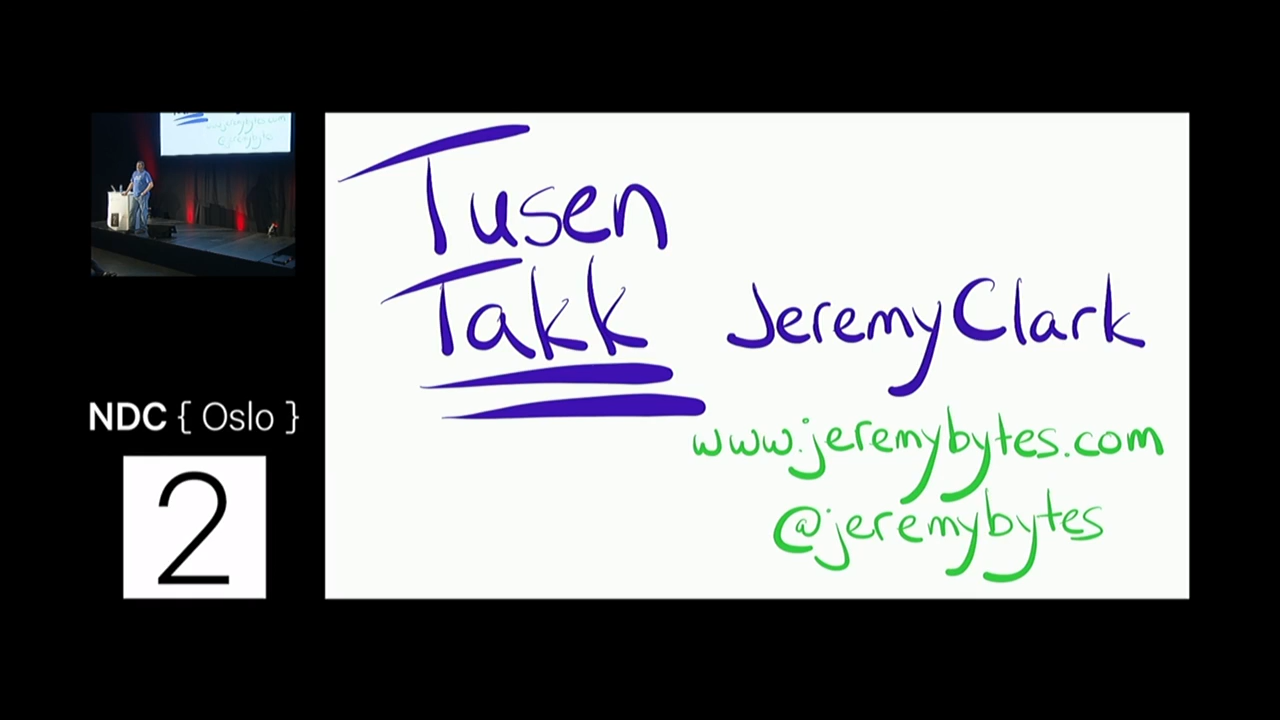 Tusen
Takk
Jeremy Clark
www.jeremybytes.com
@jeremybytes
NDC { Oslo }
2